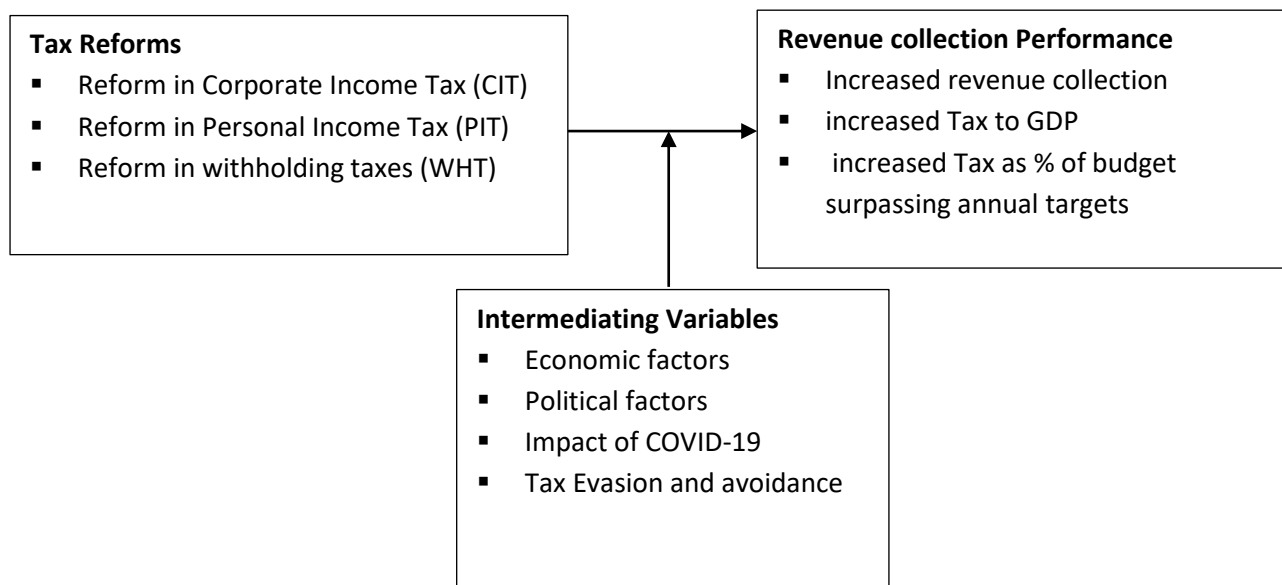 Tax Reforms
▪ Reform in Corporate Income Tax (CIT)
▪ Reform in Personal Income Tax (PIT)
▪ Reform in withholding taxes (WHT)
Revenue collection Performance
▪ Increased revenue collection
▪ increased Tax to GDP
▪ increased Tax as % of budget
surpassing annual targets
Intermediating Variables
▪ Economic factors
▪ Political factors
▪ Impact of COVID-19
▪ Tax Evasion and avoidance